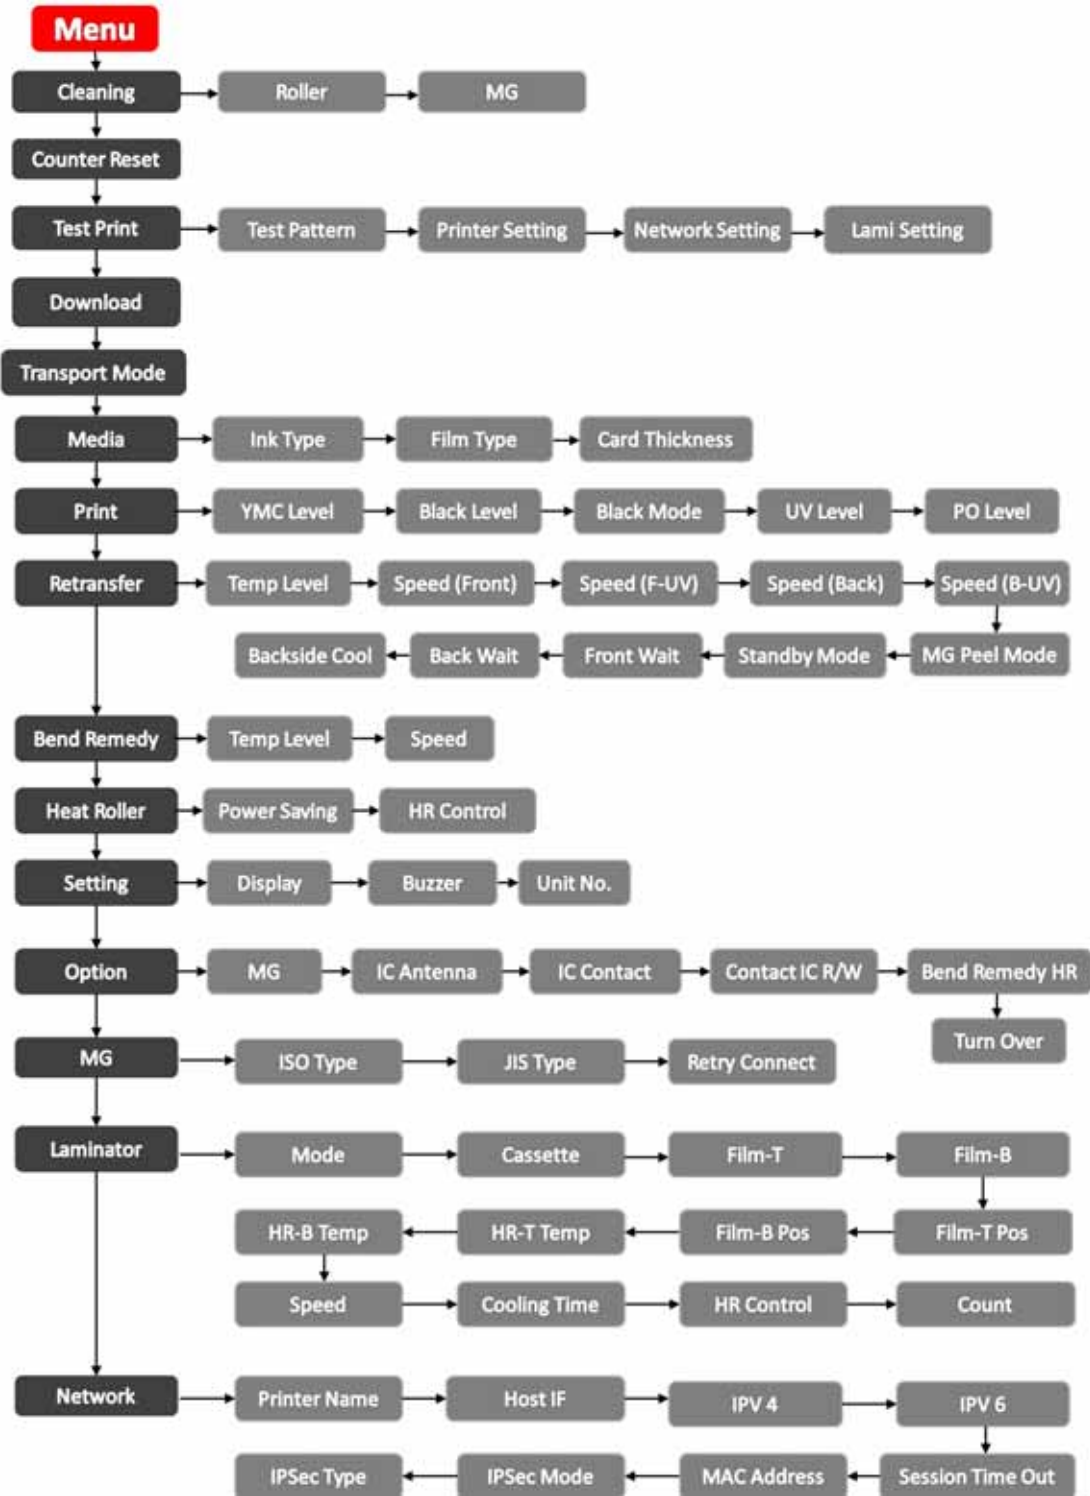 Menu
Cleaning Roller MG
Counter Reset
Test Print Test Pattern Printer Setting Network Setting Lami Setting
Download
Transport Mode
Media Ink Type Film Type Card Thickness
Print YMC Level Black Level Black Mode UV Level PO Level
Retransfer Temp Level Speed (Front) Speed (F-UV) Speed (Back) Speed (B-UV)
Backside Cool Back Wait Front Wait Standby Mode MG Peel Mode
Bend Remedy Temp Level Speed
Heat Roller Power Saving HR Control
Setting Display Buzzer Unit No.
Option MG IC Antenna IC Contact Contact IC R/W Bend Remedy HR
Turn Over
MG ISO Type JIS Type Retry Connect
Laminator Mode Cassette Film-T Film-B
HR-B Temp HR-T Temp Film-B Pos Film-T Pos
Speed Cooling Time HR Control Count
Network Printer Name Host IF IPV 4 IPV 6
IPSec Type IPSec Mode MAC Address Session Time Out